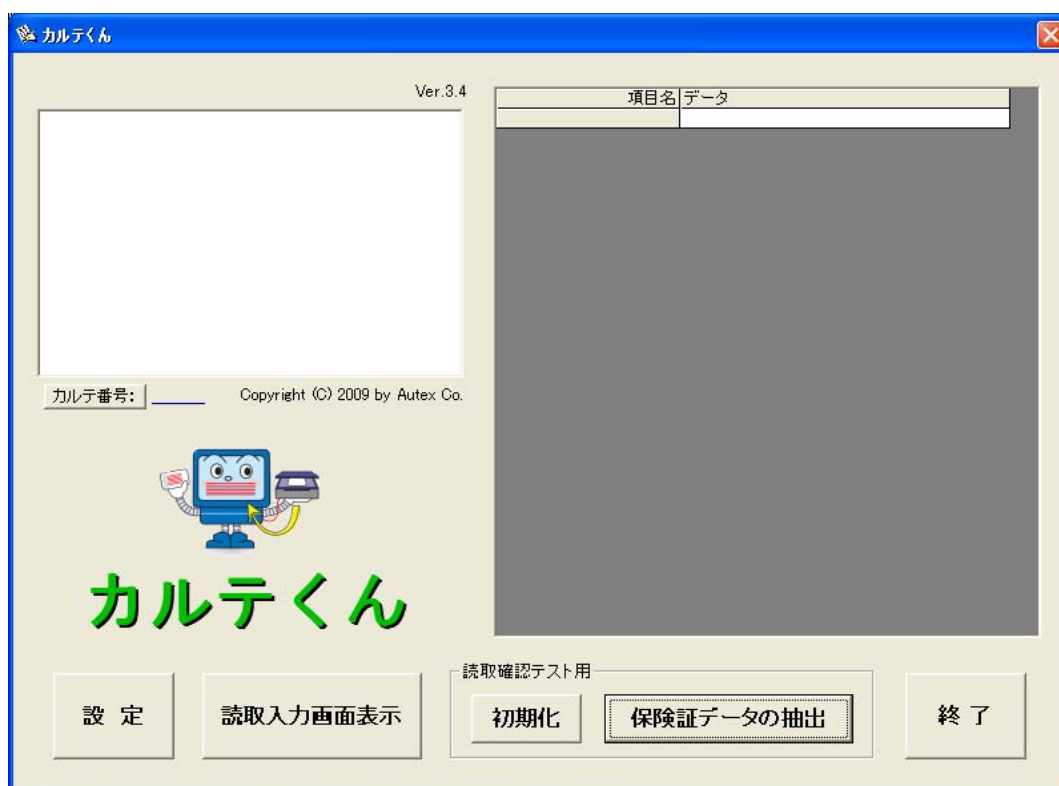 カルテくん
Ver.3.4
項目名 データ
カルテ番号:
Copyright (C) 2009 by Autex Co.
カルテくん
読取確認テスト用
設 定
読取入力画面表示
初期化
保険証データの抽出
終 了